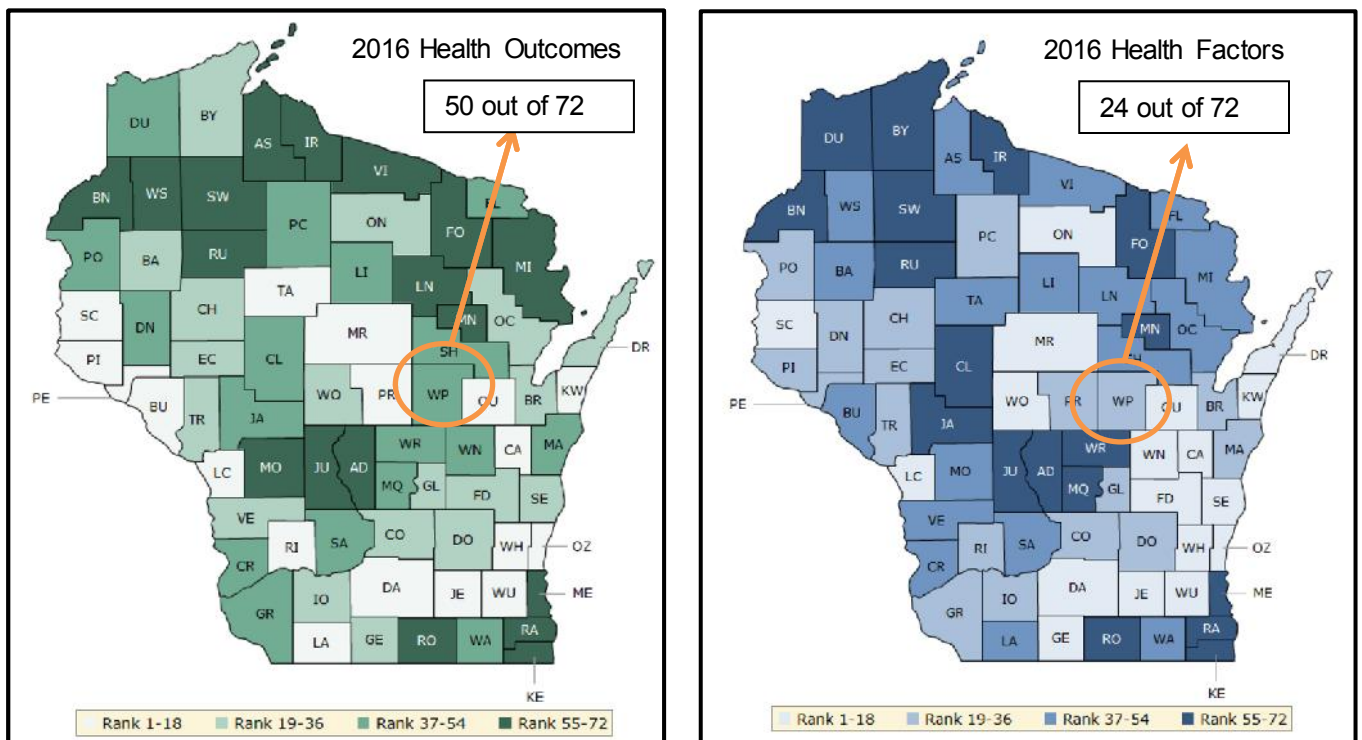 2016 Health Outcomes
50 out of 72
DU
BY
AS
IR
VI
BN
WS
SW
PC
ON
FO
FL
MI
PO
BA
RU
LI
LN
TA
SC
DN
CH
MN
OC
MR
PI
EC
CL
SH
DR
PE
BU
TR
JA
WO
PR
WP
OU
BR
KW
LC
MO
JU
AD
WR
WN
CA
MA
MQ
GL
FD
SE
VE
RI
SA
CO
DO
WH
OZ
CR
GR
IO
DA
JE
WU
ME
LA
GE
RO
WA
RA
KE
Rank 1-18 Rank 19-36 Rank 37-54 Rank 55-72
2016 Health Factors
24 out of 72
DU
BY
AS
IR
VI
BN
WS
SW
PC
ON
FO
FL
MI
PO
BA
RU
LI
LN
TA
SC
DN
CH
MN
OC
MR
PI
EC
CL
SH
DR
PE
BU
TR
JA
WO
PR
WP
OU
BR
KW
LC
MO
JU
AD
WR
WN
CA
MA
MQ
GL
FD
SE
VE
RI
SA
CO
DO
WH
OZ
CR
GR
IO
DA
JE
WU
ME
LA
GE
RO
WA
RA
KE
Rank 1-18 Rank 19-36 Rank 37-54 Rank 55-72